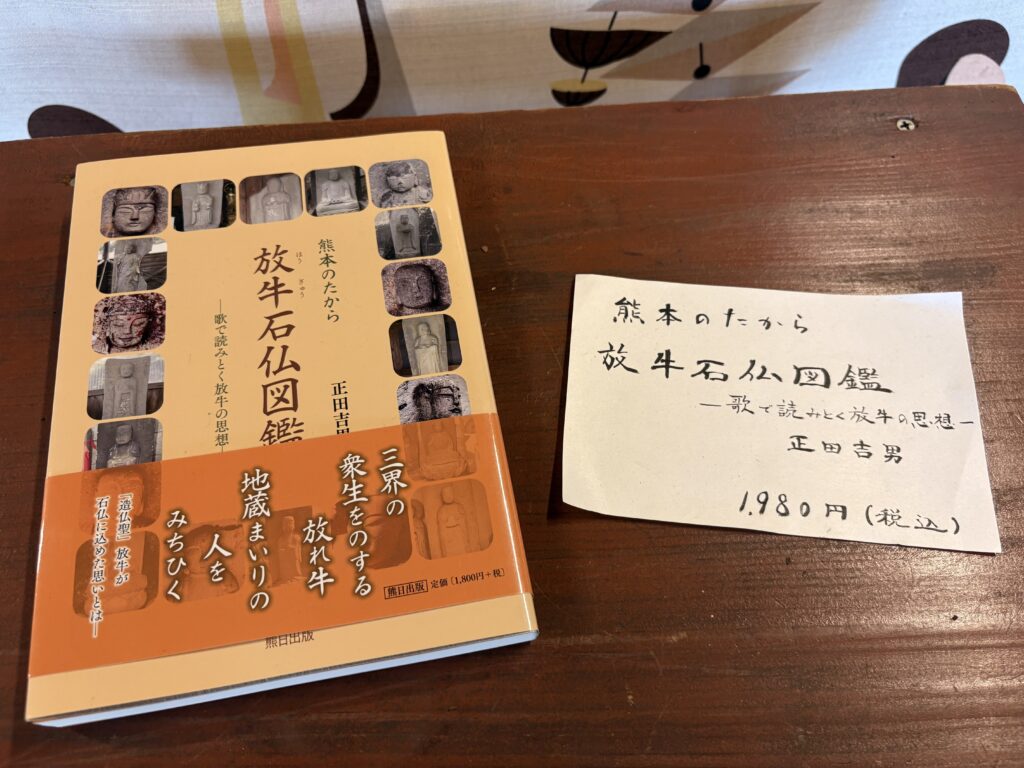 熊本のたから
放牛石仏図鑑
ほう ぎゅう
―歌で読みとく放牛の思想―
正田吉男
三界の
衆生をのする
放れ牛
地蔵まいりの
人を
みちびく
「造仏聖」放牛が
石仏に込めた思いとは―
熊日出版 定価〔1,800円+税〕
熊日出版
熊本のたから
放牛石仏図鑑
―歌で読みとく放牛の思想―
正田吉男
1,980円(税込)